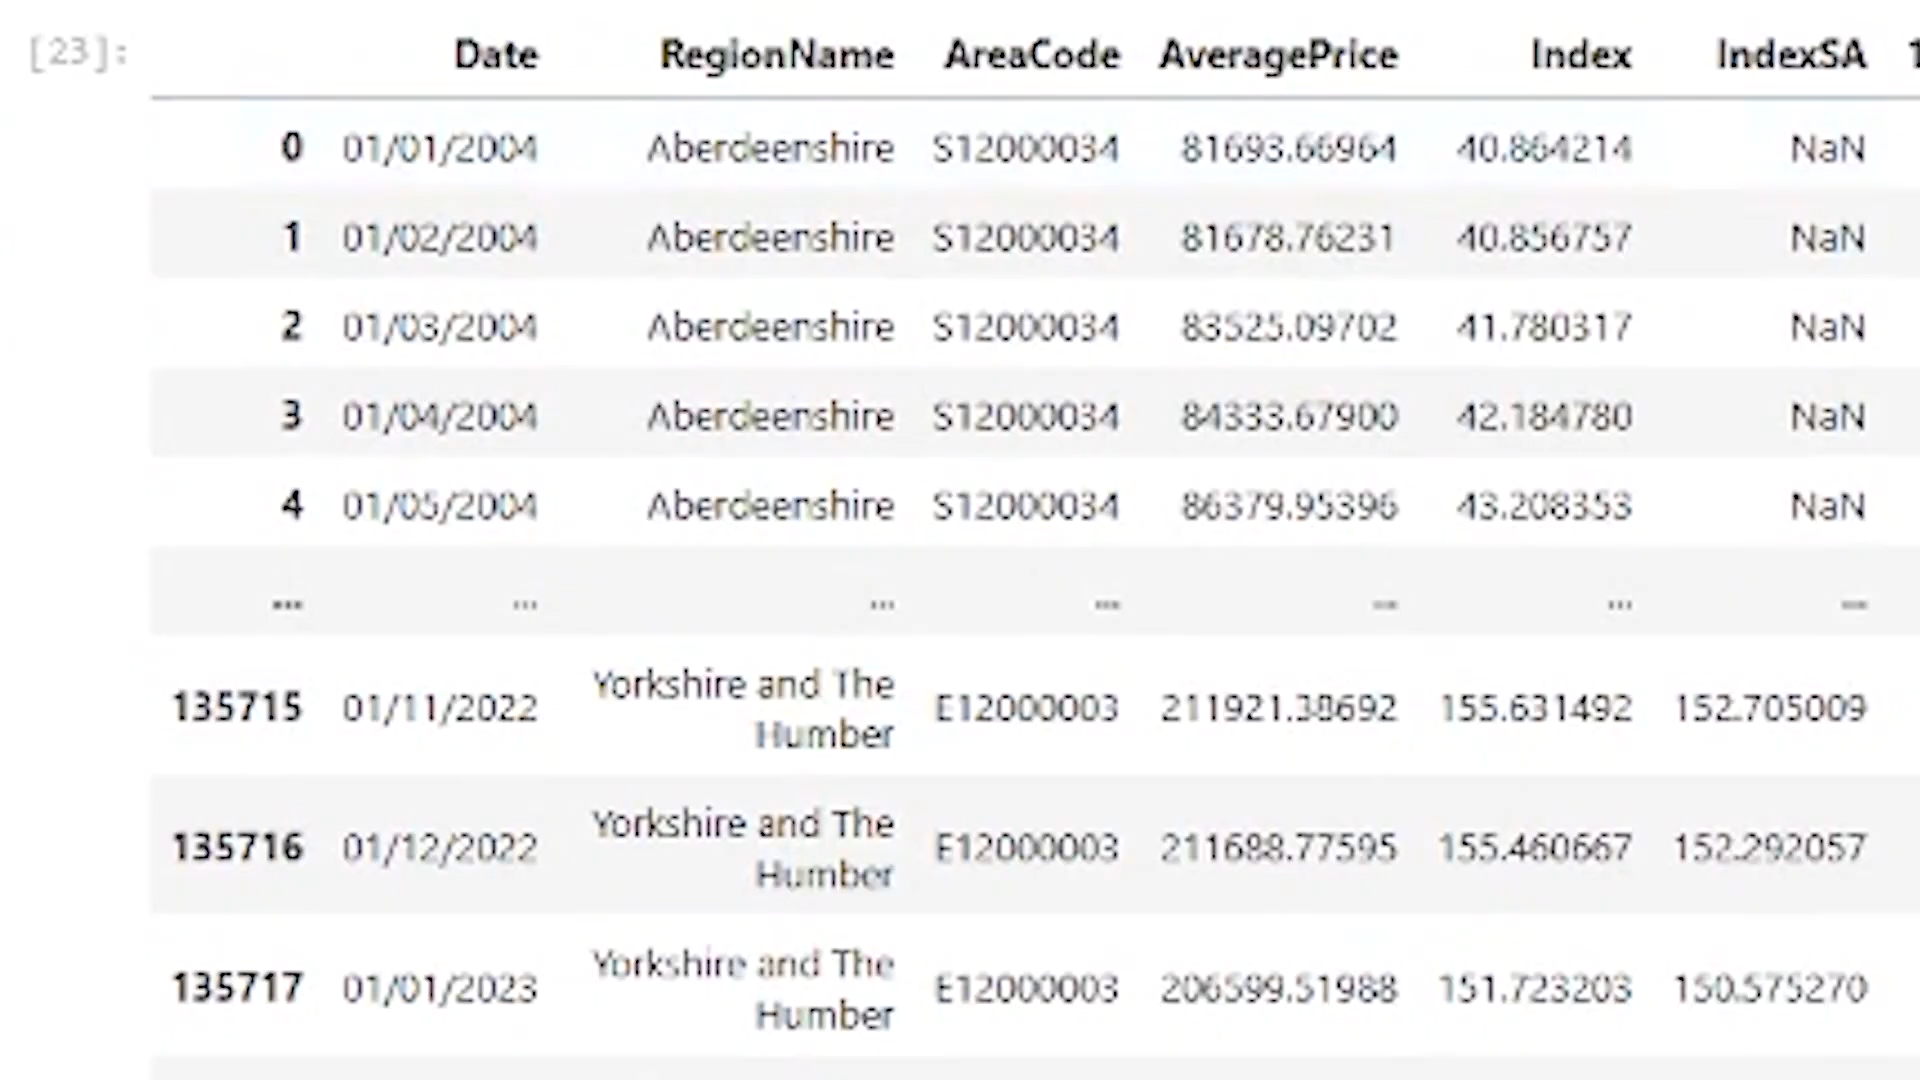 [23]: Date RegionName AreaCode AveragePrice Index IndexSA 1
0 01/01/2004 Aberdeenshire S12000034 81693.66964 40.864214 NaN
1 01/02/2004 Aberdeenshire S12000034 81678.76231 40.856757 NaN
2 01/03/2004 Aberdeenshire S12000034 83525.09702 41.780317 NaN
3 01/04/2004 Aberdeenshire S12000034 84333.67900 42.184780 NaN
4 01/05/2004 Aberdeenshire S12000034 86379.95396 43.208353 NaN
... ... ... ... ... ... ...
135715 01/11/2022 Yorkshire and The Humber E12000003 211921.38692 155.631492 152.705009
135716 01/12/2022 Yorkshire and The Humber E12000003 211688.77595 155.460667 152.292057
135717 01/01/2023 Yorkshire and The Humber E12000003 206599.51988 151.723203 150.575270